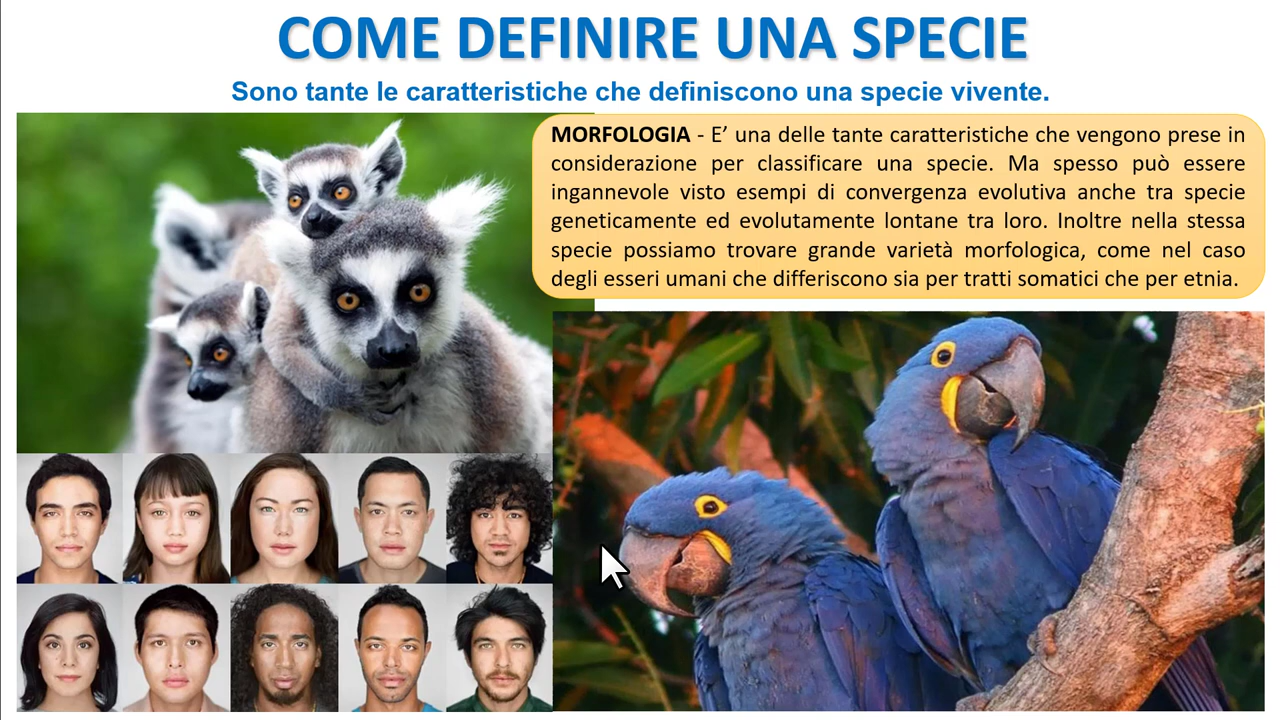 COME DEFINIRE UNA SPECIE
Sono tante le caratteristiche che definiscono una specie vivente.
MORFOLOGIA - E’ una delle tante caratteristiche che vengono prese in
considerazione per classificare una specie. Ma spesso può essere
ingannevole visto esempi di convergenza evolutiva anche tra specie
geneticamente ed evolutamente lontane tra loro. Inoltre nella stessa
specie possiamo trovare grande varietà morfologica, come nel caso
degli esseri umani che differiscono sia per tratti somatici che per etnia.